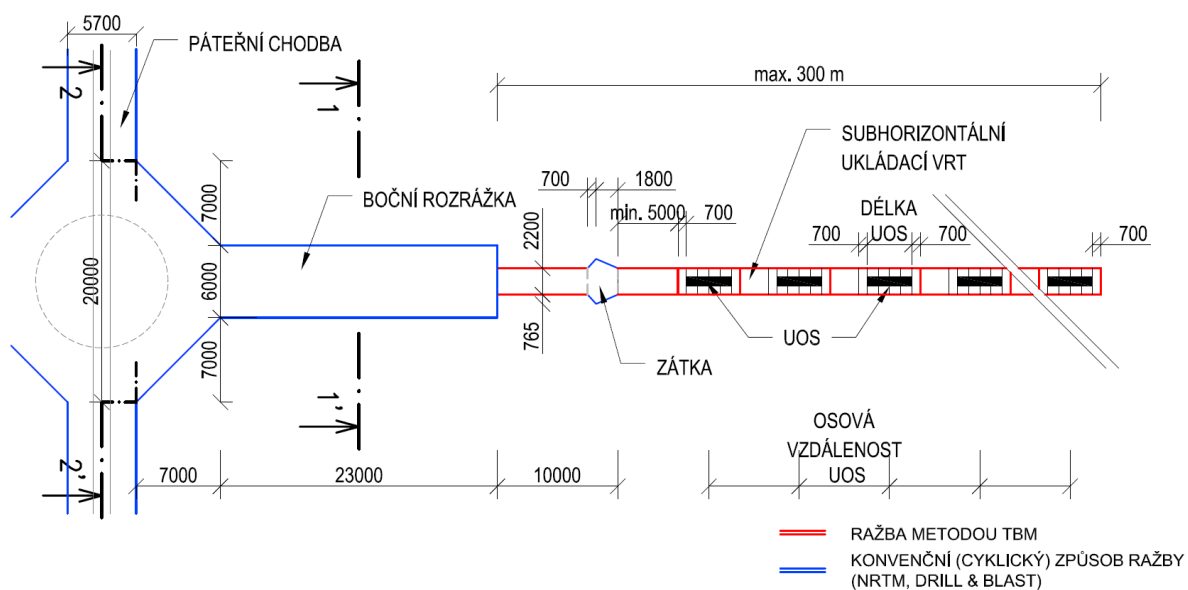 5700
PÁTEŘNÍ CHODBA
2
1
max. 300 m
SUBHORIZONTÁLNÍ
UKLÁDACÍ VRT
7000
BOČNÍ ROZRÁŽKA
700
1800
min. 5000
700
DÉLKA
UOS
700
700
700
2200
20000
6000
765
UOS
ZÁTKA
7000
1'
2'
OSOVÁ
VZDÁLENOST
UOS
7000
23000
10000
RAŽBA METODOU TBM
KONVENČNÍ (CYKLICKÝ) ZPŮSOB RAŽBY
(NRTM, DRILL & BLAST)